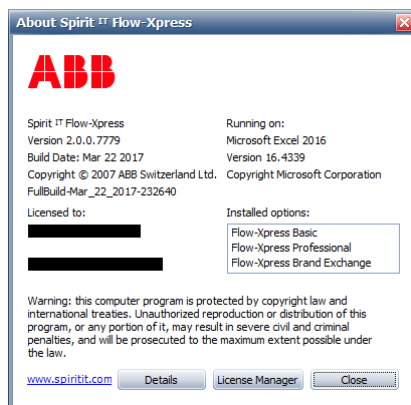 About Spirit IT Flow-Xpress
ABB
Spirit IT Flow-Xpress
Version 2.0.0.7779
Build Date: Mar 22 2017
Copyright © 2007 ABB Switzerland Ltd.
FullBuild-Mar_22_2017-232640
Running on:
Microsoft Excel 2016
Version 16.4339
Copyright Microsoft Corporation
Licensed to:
Installed options:
Flow-Xpress Basic
Flow-Xpress Professional
Flow-Xpress Brand Exchange
Warning: this computer program is protected by copyright law and
international treaties. Unauthorized reproduction or distribution of this
program, or any portion of it, may result in severe civil and criminal
penalties, and will be prosecuted to the maximum extent possible under
the law.
www.spiritit.com
Details
License Manager
Close